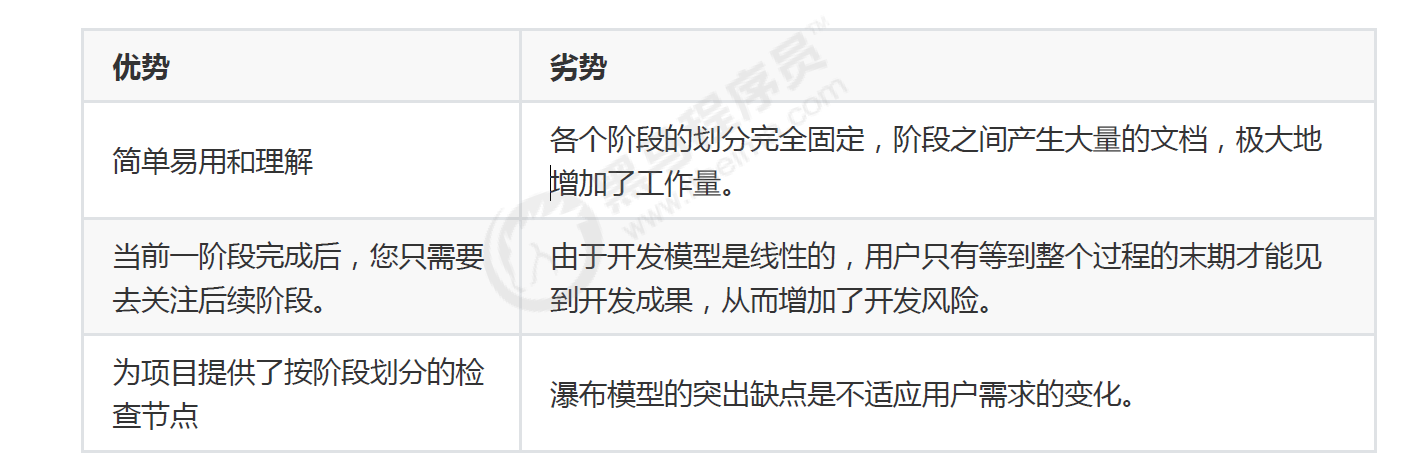 优势
劣势
简单易用和理解
各个阶段的划分完全固定，阶段之间产生大量的文档，极大地
增加了工作量。
当前一阶段完成后，您只需要
去关注后续阶段。
由于开发模型是线性的，用户只有等到整个过程的末期才能见
到开发成果，从而增加了开发风险。
为项目提供了按阶段划分的检
查节点
瀑布模型的突出缺点是不适应用户需求的变化。
黑马程序员™